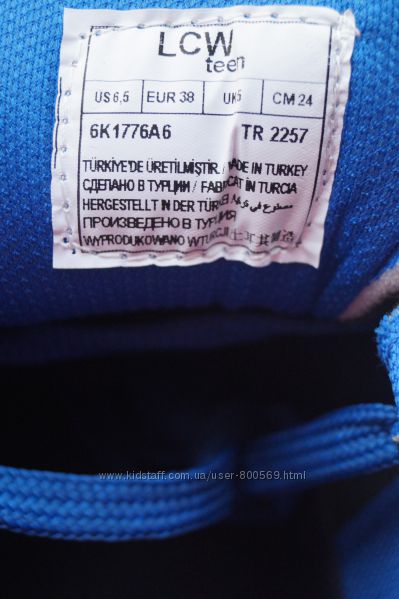 LCW
teen
US 6,5 EUR 38 UK 5 CM 24
6K1776A6 TR 2257
TÜRKİYE'DE ÜRETİLMİŞTİR. / MADE IN TURKEY
СДЕЛАНО В ТУРЦИИ / FABRICAT IN TURCIA
HERGESTELLT IN DER TÜRKEI
ПРОИЗВЕДЕНО В ТУРЦИЯ
WYPRODUKOWANO W TURCJI
www.kidstaff.com.ua/user-800569.html